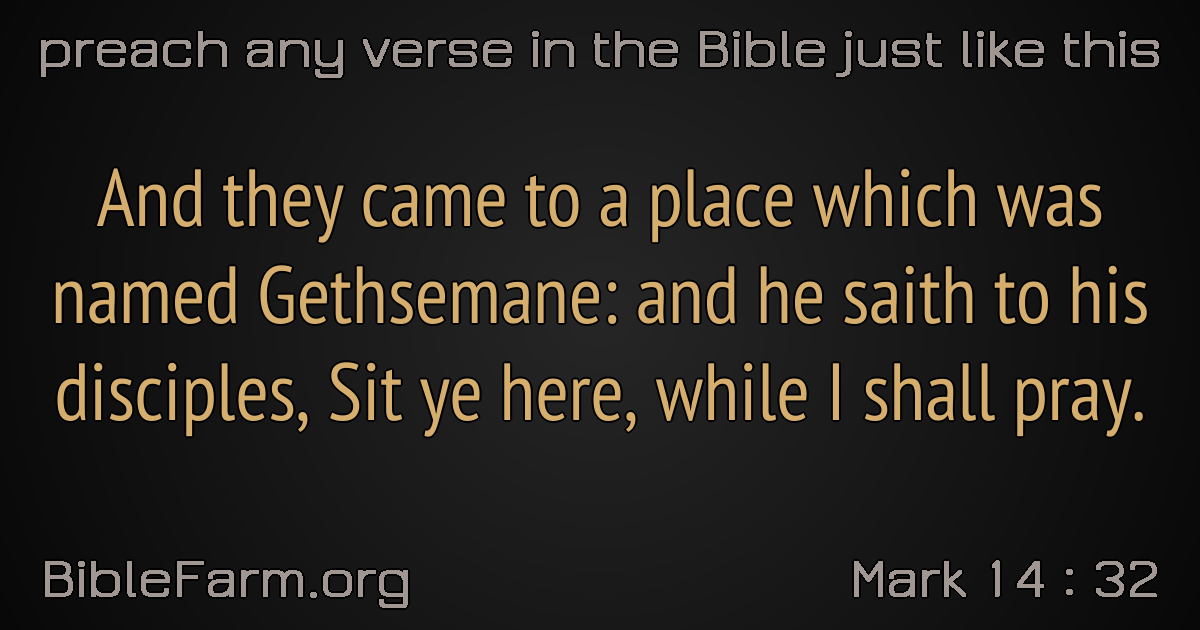 preach any verse in the Bible just like this
And they came to a place which was
named Gethsemane: and he saith to his
disciples, Sit ye here, while I shall pray.
BibleFarm.org
Mark 14 : 32